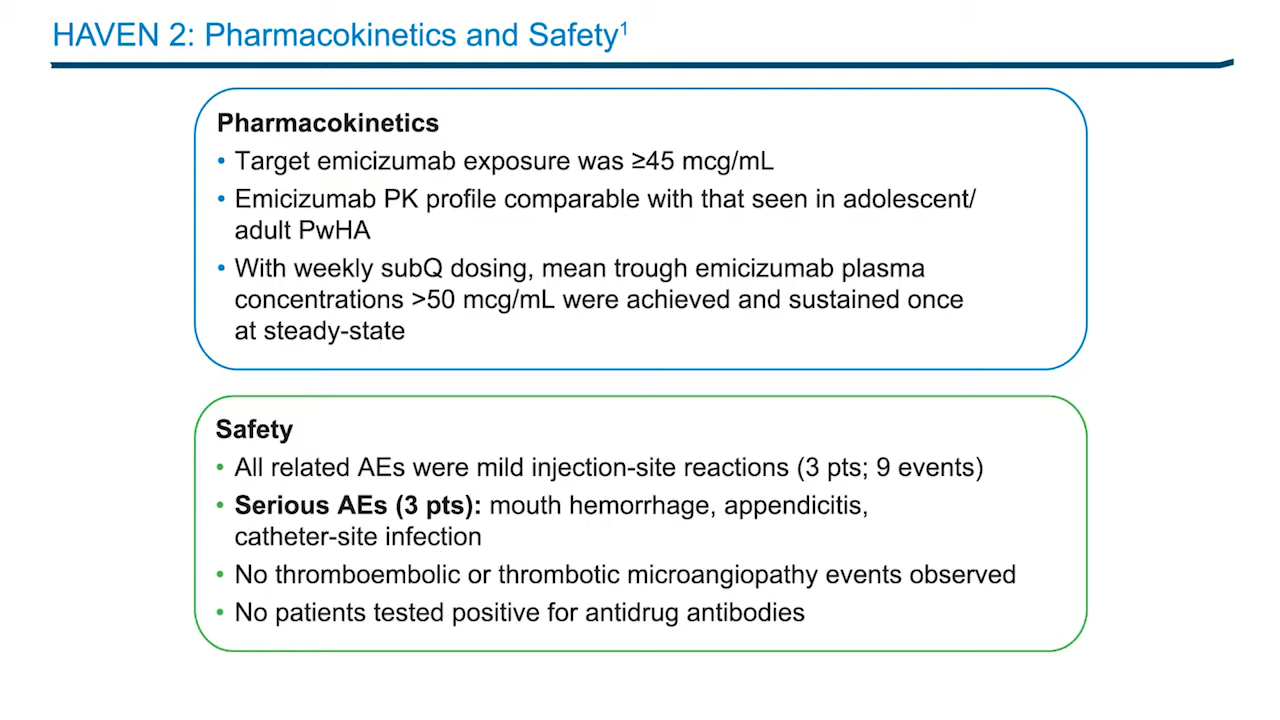 HAVEN 2: Pharmacokinetics and Safety¹
Pharmacokinetics
• Target emicizumab exposure was ≥45 mcg/mL
• Emicizumab PK profile comparable with that seen in adolescent/
adult PwHA
• With weekly subQ dosing, mean trough emicizumab plasma
concentrations >50 mcg/mL were achieved and sustained once
at steady-state
Safety
• All related AEs were mild injection-site reactions (3 pts; 9 events)
• Serious AEs (3 pts): mouth hemorrhage, appendicitis,
catheter-site infection
• No thromboembolic or thrombotic microangiopathy events observed
• No patients tested positive for antidrug antibodies